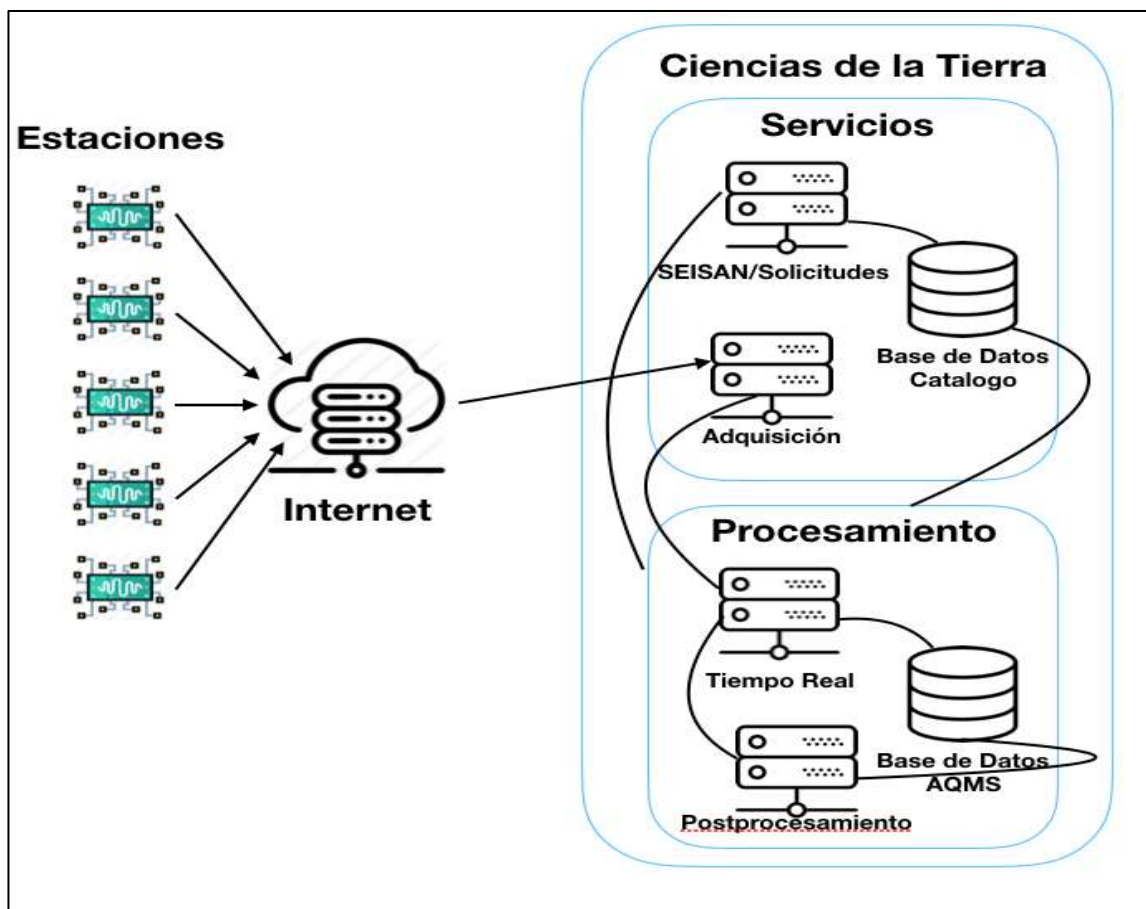 Estaciones
Internet
Ciencias de la Tierra
Servicios
SEISAN/Solicitudes
Base de Datos
Catalogo
Adquisición
Procesamiento
Tiempo Real
Base de Datos
AQMS
Postprocesamiento